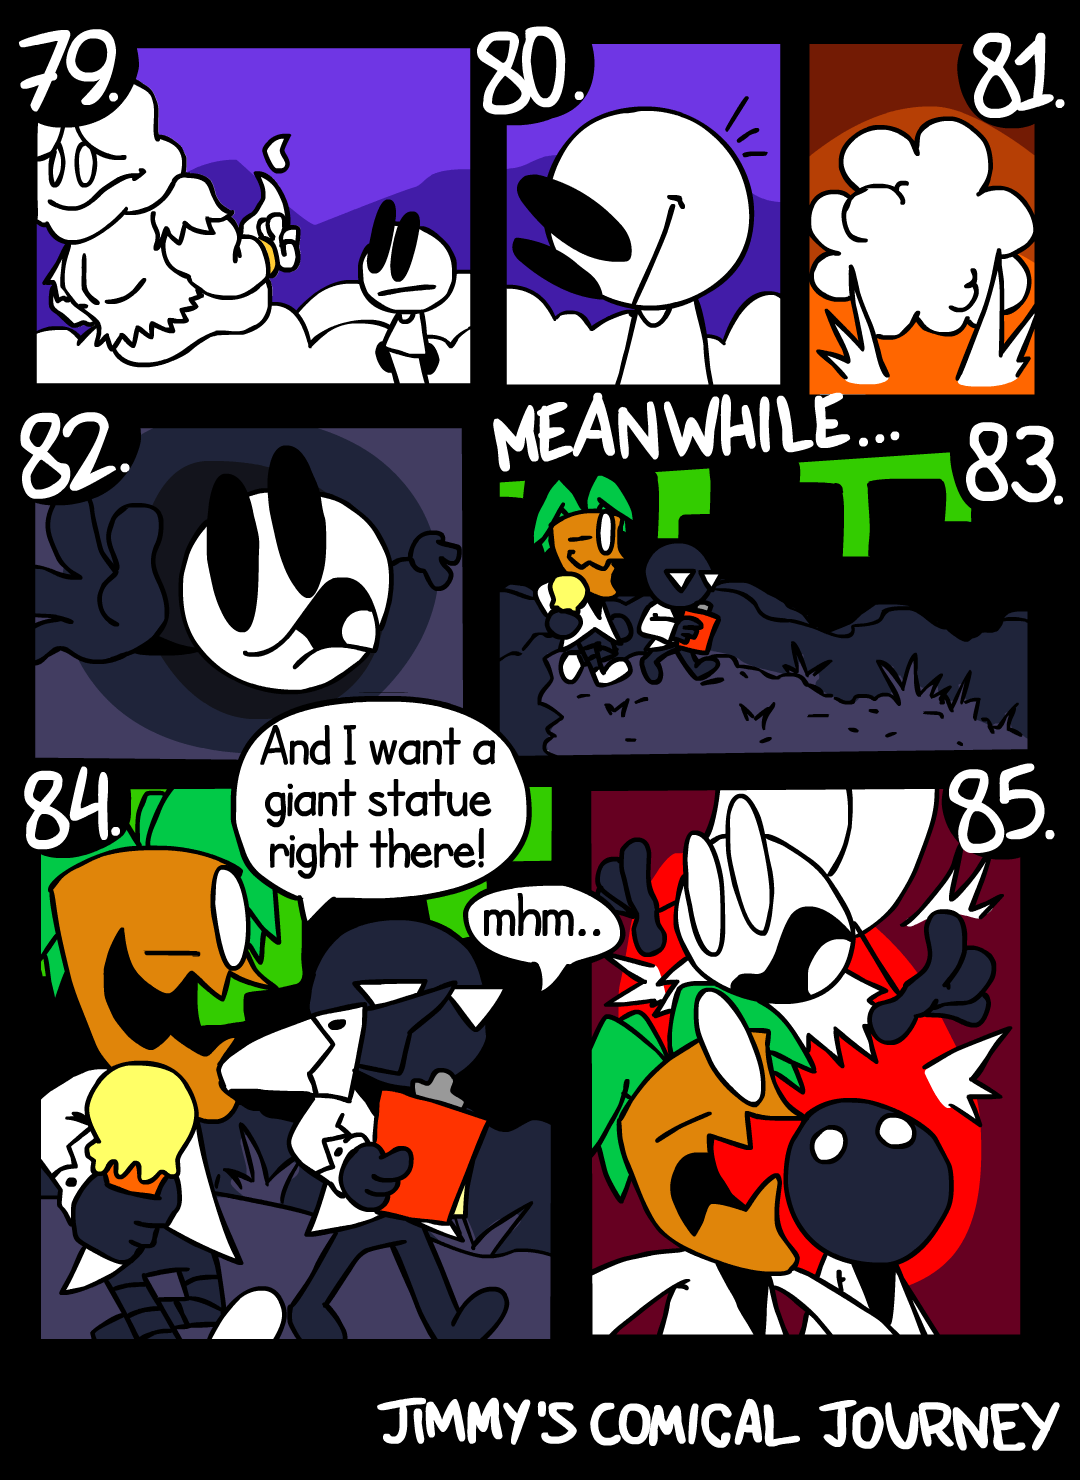 79.
80.
81.
82.
MEANWHILE...
83.
84.
And I want a
giant statue
right there!
mhm..
85.
JIMMY'S COMICAL JOURNEY